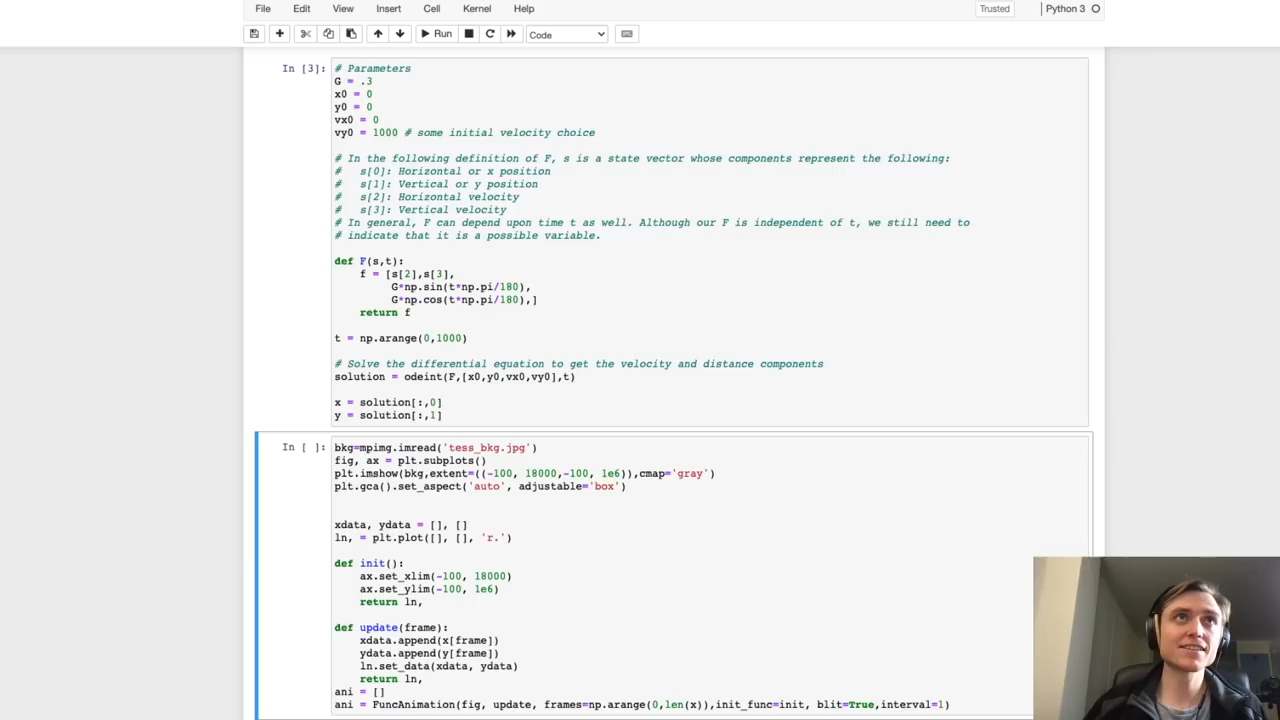 File Edit View Insert Cell Kernel Help Trusted Python 3
Run Code
In [3]:
# Parameters
G = .3
x0 = 0
y0 = 0
vx0 = 0
vy0 = 1000 # some initial velocity choice
# In the following definition of F, s is a state vector whose components represent the following:
#   s[0]: Horizontal or x position
#   s[1]: Vertical or y position
#   s[2]: Horizontal velocity
#   s[3]: Vertical velocity
# In general, F can depend upon time t as well. Although our F is independent of t, we still need to
# indicate that it is a possible variable.
def F(s,t):
    f = [s[2],s[3],
         G*np.sin(t*np.pi/180),
         G*np.cos(t*np.pi/180),]
    return f
t = np.arange(0,1000)
# Solve the differential equation to get the velocity and distance components
solution = odeint(F,[x0,y0,vx0,vy0],t)
x = solution[:,0]
y = solution[:,1]
In [ ]:
bkg=mpimg.imread('tess_bkg.jpg')
fig, ax = plt.subplots()
plt.imshow(bkg,extent=((-100, 18000,-100, 1e6)),cmap='gray')
plt.gca().set_aspect('auto', adjustable='box')
xdata, ydata = [], []
ln, = plt.plot([], [], 'r.')
def init():
    ax.set_xlim(-100, 18000)
    ax.set_ylim(-100, 1e6)
    return ln,
def update(frame):
    xdata.append(x[frame])
    ydata.append(y[frame])
    ln.set_data(xdata, ydata)
    return ln,
ani = []
ani = FuncAnimation(fig, update, frames=np.arange(0,len(x)),init_func=init, blit=True,interval=1)